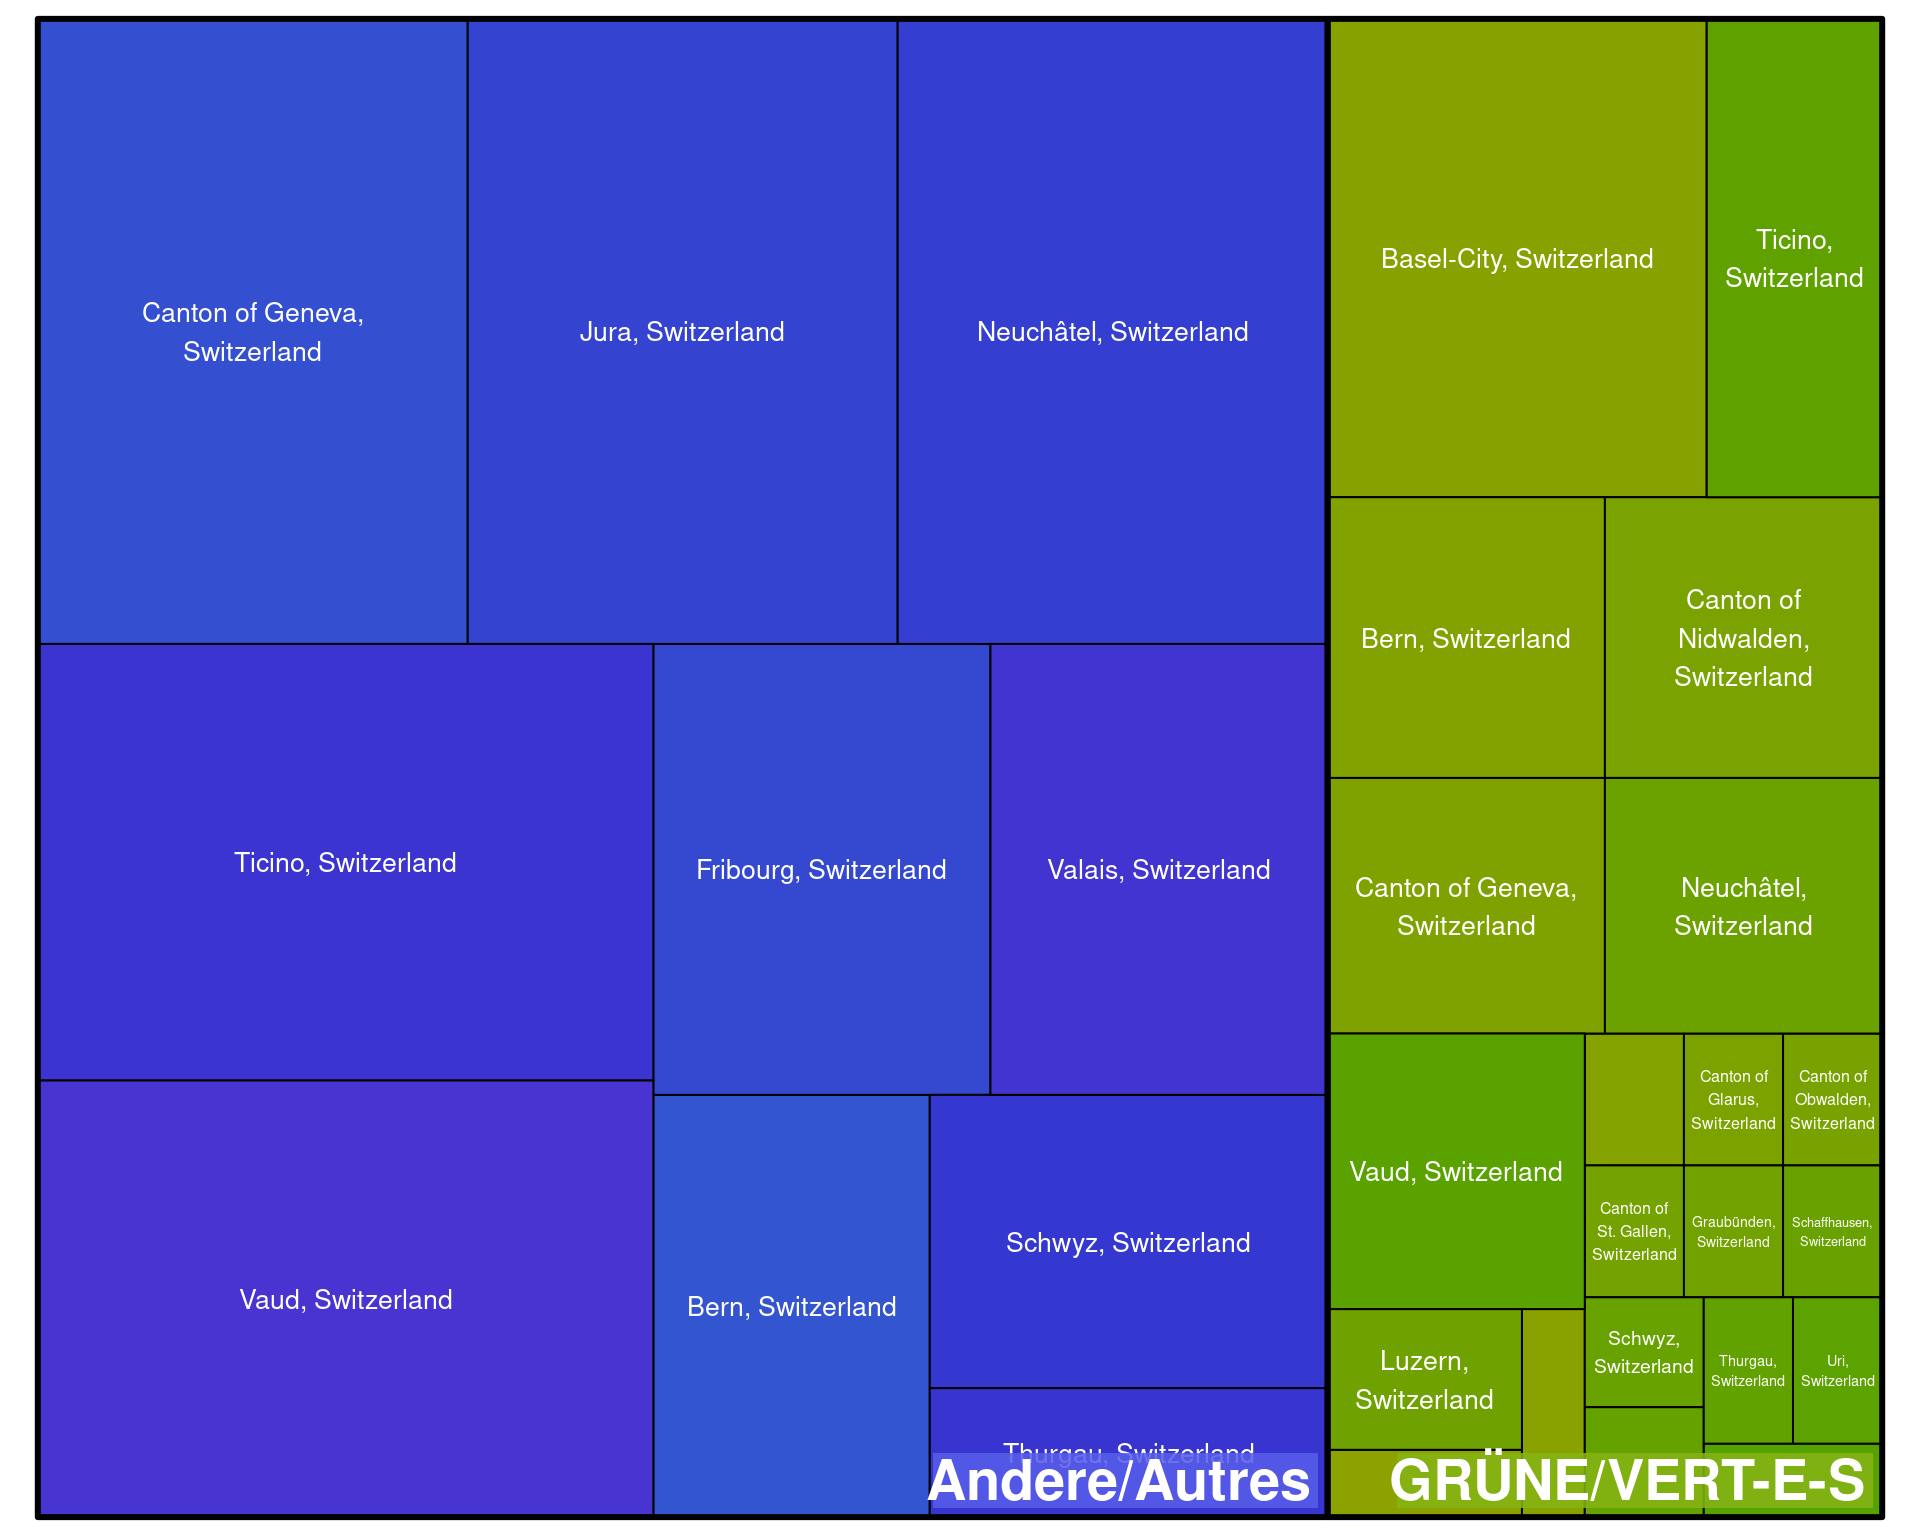 Canton of Geneva,
Switzerland
Jura, Switzerland
Neuchâtel, Switzerland
Ticino, Switzerland
Fribourg, Switzerland
Valais, Switzerland
Vaud, Switzerland
Bern, Switzerland
Schwyz, Switzerland
Thurgau, Switzerland
Andere/Autres
Basel-City, Switzerland
Ticino,
Switzerland
Bern, Switzerland
Canton of
Nidwalden,
Switzerland
Canton of Geneva,
Switzerland
Neuchâtel,
Switzerland
Vaud, Switzerland
Canton of
Glarus,
Switzerland
Canton of
Obwalden,
Switzerland
Canton of
St. Gallen,
Switzerland
Graubünden,
Switzerland
Schaffhausen,
Switzerland
Luzern,
Switzerland
Schwyz,
Switzerland
Thurgau,
Switzerland
Uri,
Switzerland
GRÜNE/VERT-E-S